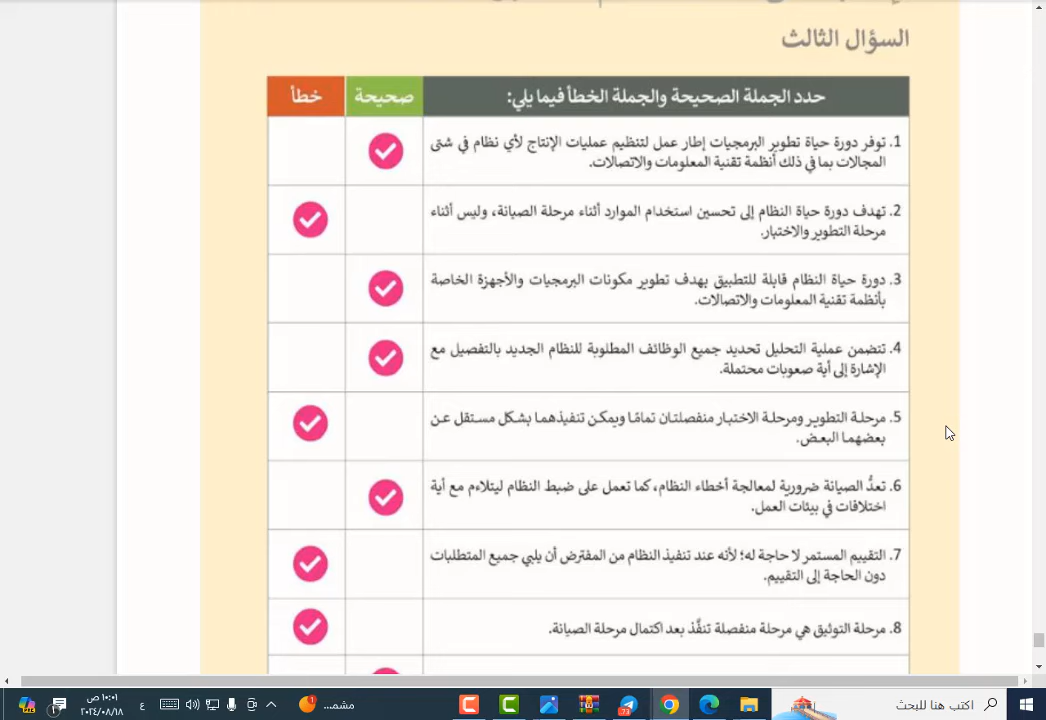 السؤال الثالث
حدد الجملة الصحيحة والجملة الخطأ فيما يلي:
صحيحة
خطأ
1. توفر دورة حياة تطوير البرمجيات إطار عمل لتنظيم عمليات الإنتاج لأي نظام في شتى
المجالات بما في ذلك أنظمة تقنية المعلومات والاتصالات.
2. تهدف دورة حياة النظام إلى تحسين استخدام الموارد أثناء مرحلة الصيانة، وليس أثناء
مرحلة التطوير والاختبار.
3. دورة حياة النظام قابلة للتطبيق بهدف تطوير مكونات البرمجيات والأجهزة الخاصة
بأنظمة تقنية المعلومات والاتصالات.
4. تتضمن عملية التحليل تحديد جميع الوظائف المطلوبة للنظام الجديد بالتفصيل مع
الإشارة إلى أية صعوبات محتملة.
5. مرحلة التطوير ومرحلة الاختبار منفصلتان تمامًا ويمكن تنفيذهما بشكل مستقل عن
بعضهما البعض.
6. تعدُّ الصيانة ضرورية لمعالجة أخطاء النظام، كما تعمل على ضبط النظام ليتلاءم مع أية
اختلافات في بيئات العمل.
7. التقييم المستمر لا حاجة له؛ لأنه عند تنفيذ النظام من المفترض أن يلبي جميع المتطلبات
دون الحاجة إلى التقييم.
8. مرحلة التوثيق هي مرحلة منفصلة تنفَّذ بعد اكتمال مرحلة الصيانة.
اكتب هنا للبحث
73
مشمـ...
1
ع
١٠:٠١ ص
٢٠٢٤/٠٨/١٨